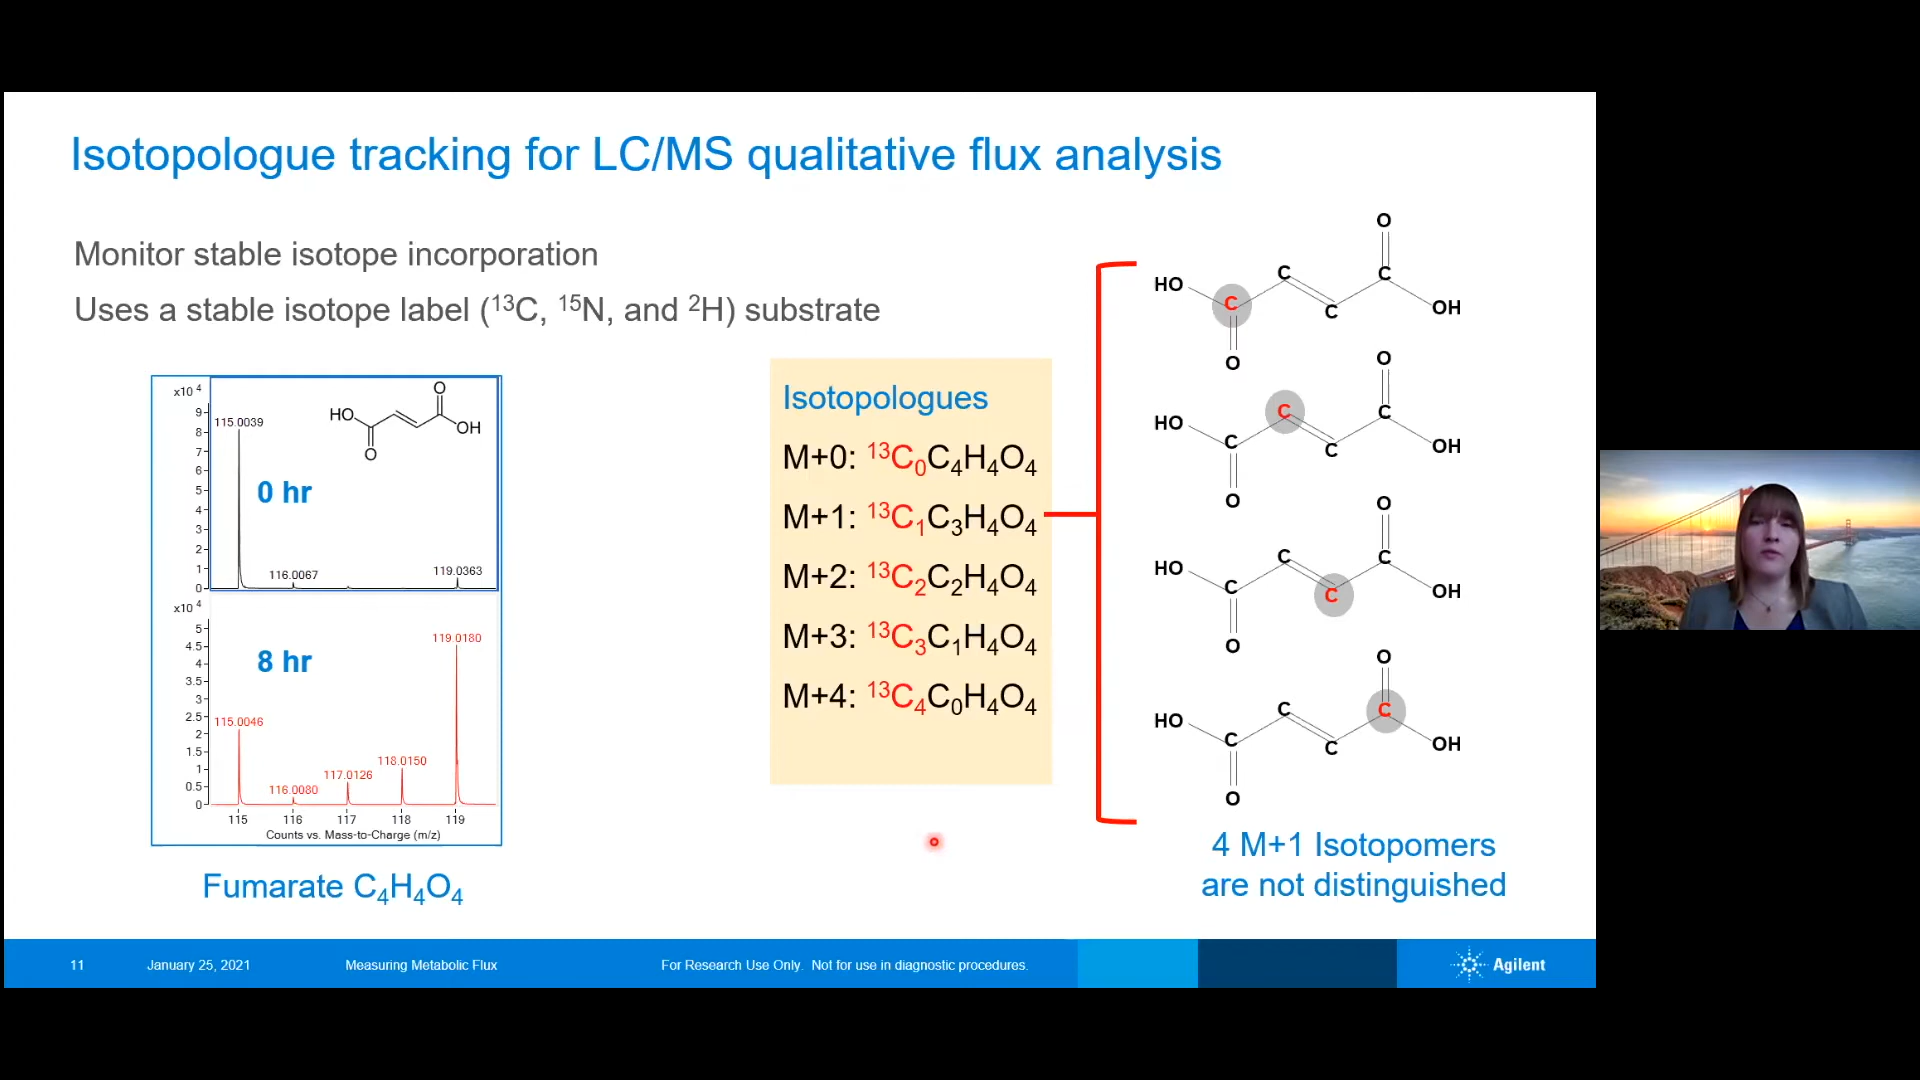 Isotopologue tracking for LC/MS qualitative flux analysis
Monitor stable isotope incorporation
Uses a stable isotope label (¹³C, ¹⁵N, and ²H) substrate
x10 ⁴
9
8
7
6
5
4
3
2
1
0
115.0039
116.0067
119.0363
0 hr
HO
O
O
OH
x10 ⁴
5
4.5
4
3.5
3
2.5
2
1.5
1
0.5
0
8 hr
115.0046
116.0080
117.0126
118.0150
119.0180
115 116 117 118 119
Counts vs. Mass-to-Charge (m/z)
Fumarate C₄H₄O₄
Isotopologues
M+0: ¹³C₀C₄H₄O₄
M+1: ¹³C₁C₃H₄O₄
M+2: ¹³C₂C₂H₄O₄
M+3: ¹³C₃C₁H₄O₄
M+4: ¹³C₄C₀H₄O₄
O
HO C C C C OH
O
O
HO C C C C OH
O
O
HO C C C C OH
O
O
HO C C C C OH
O
4 M+1 Isotopomers
are not distinguished
11 January 25, 2021 Measuring Metabolic Flux For Research Use Only. Not for use in diagnostic procedures. Agilent